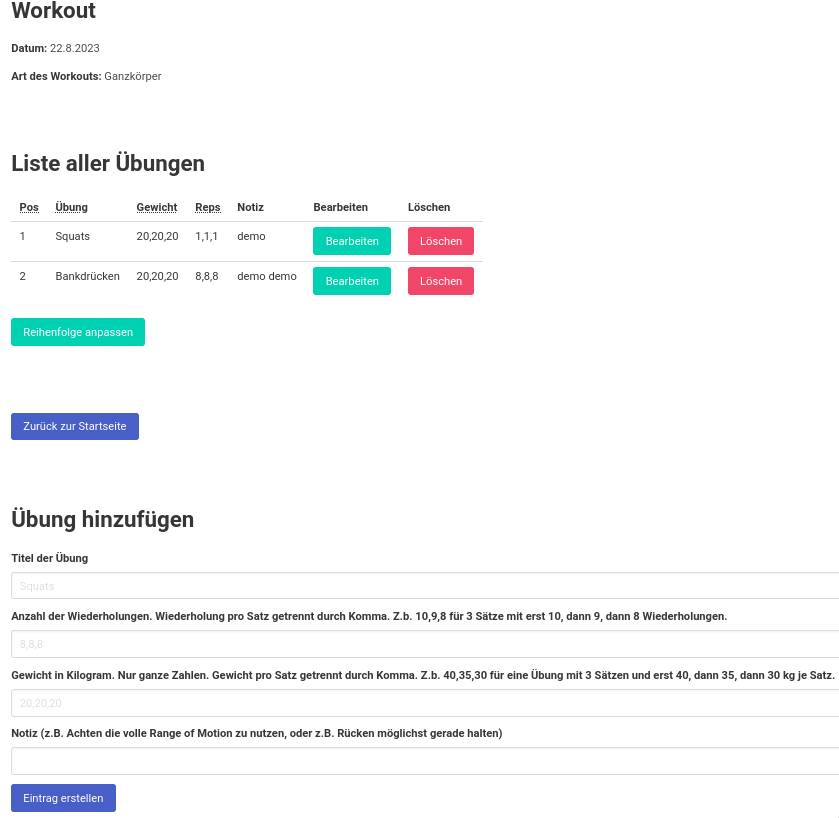 Workout
Datum: 22.8.2023
Art des Workouts: Ganzkörper
Liste aller Übungen
Pos Übung Gewicht Reps Notiz Bearbeiten Löschen
1 Squats 20,20,20 1,1,1 demo Bearbeiten Löschen
2 Bankdrücken 20,20,20 8,8,8 demo demo Bearbeiten Löschen
Reihenfolge anpassen
Zurück zur Startseite
Übung hinzufügen
Titel der Übung
Squats
Anzahl der Wiederholungen. Wiederholung pro Satz getrennt durch Komma. Z.b. 10,9,8 für 3 Sätze mit erst 10, dann 9, dann 8 Wiederholungen.
8,8,8
Gewicht in Kilogram. Nur ganze Zahlen. Gewicht pro Satz getrennt durch Komma. Z.b. 40,35,30 für eine Übung mit 3 Sätzen und erst 40, dann 35, dann 30 kg je Satz.
20,20,20
Notiz (z.B. Achten die volle Range of Motion zu nutzen, oder z.B. Rücken möglichst gerade halten)
Eintrag erstellen